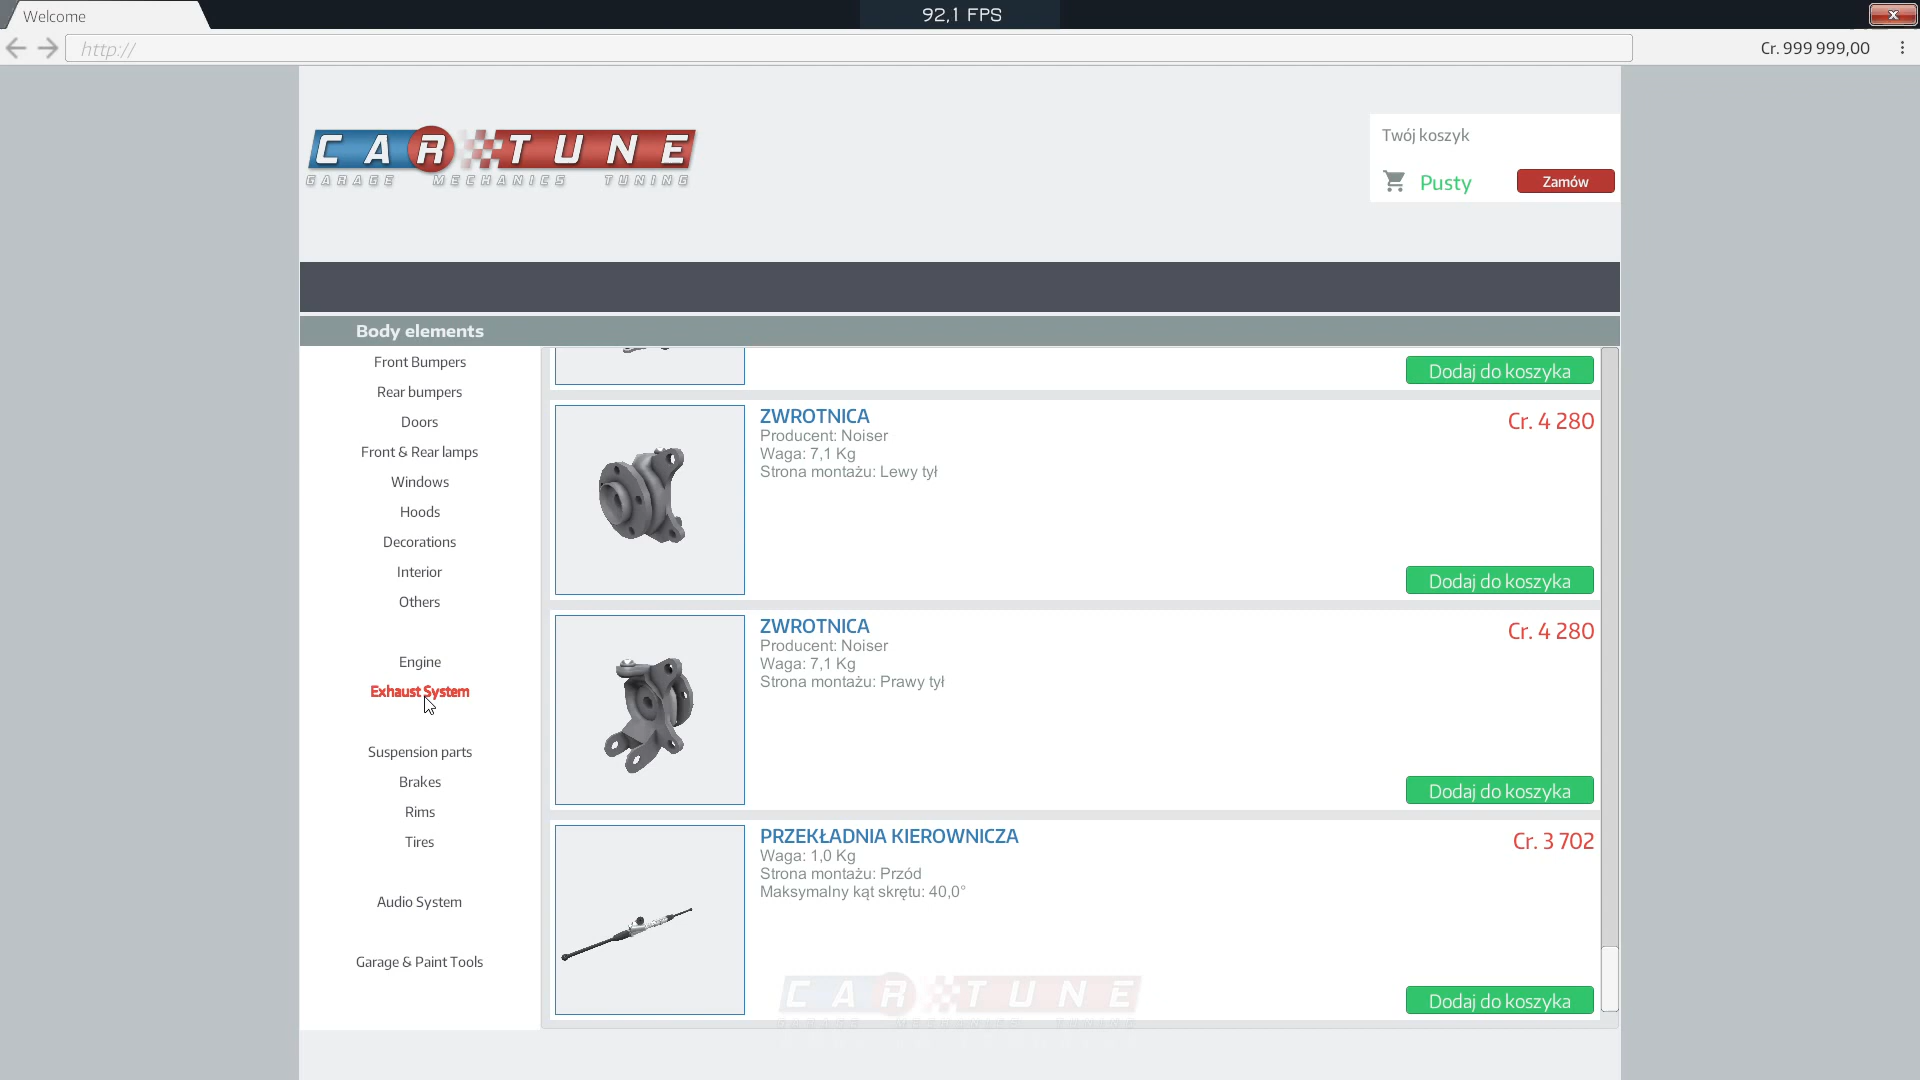 Welcome
92,1 FPS
x
http://
Cr. 999 999,00
CAR TUNE
GARAGE MECHANICS TUNING
Twój koszyk
Pusty
Zamów
Body elements
Front Bumpers
Rear bumpers
Doors
Front & Rear lamps
Windows
Hoods
Decorations
Interior
Others
Engine
Exhaust System
Suspension parts
Brakes
Rims
Tires
Audio System
Garage & Paint Tools
Dodaj do koszyka
ZWROTNICA
Cr. 4 280
Producent: Noiser
Waga: 7,1 Kg
Strona montażu: Lewy tył
Dodaj do koszyka
ZWROTNICA
Cr. 4 280
Producent: Noiser
Waga: 7,1 Kg
Strona montażu: Prawy tył
Dodaj do koszyka
PRZEKŁADNIA KIEROWNICZA
Cr. 3 702
Waga: 1,0 Kg
Strona montażu: Przód
Maksymalny kąt skrętu: 40,0°
CAR TUNE
Dodaj do koszyka